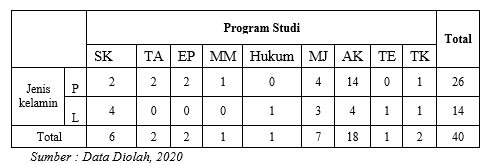 Program Studi Total
SK TA EP MM Hukum MJ AK TE TK
Jenis kelamin P 2 2 2 1 0 4 14 0 1 26
L 4 0 0 0 1 3 4 1 1 14
Total 6 2 2 1 1 7 18 1 2 40
Sumber : Data Diolah, 2020